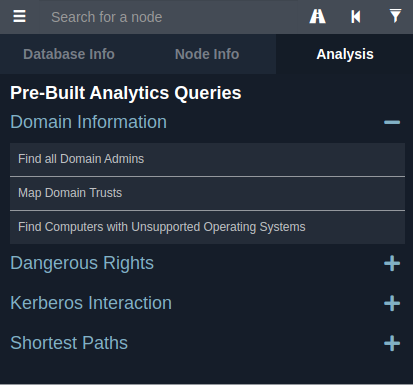 Search for a node
Database Info
Node Info
Analysis
Pre-Built Analytics Queries
Domain Information
Find all Domain Admins
Map Domain Trusts
Find Computers with Unsupported Operating Systems
Dangerous Rights
Kerberos Interaction
Shortest Paths